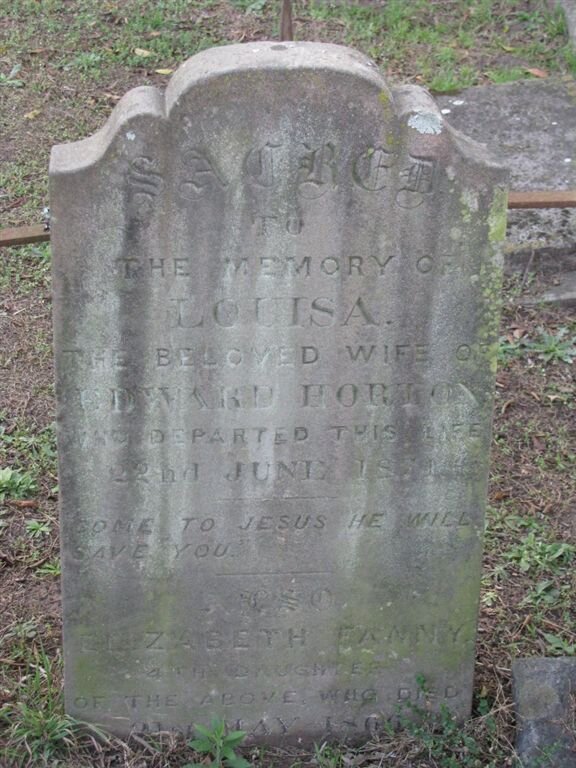 SACRED
TO
THE MEMORY OF
LOUISA.
THE BELOVED WIFE OF
EDWARD HORTON
WHO DEPARTED THIS LIFE
22nd JUNE
COME TO JESUS HE WILL
SAVE YOU."
ALSO
ELIZABETH FANNY.
4TH DAUGHTER
OF THE ABOVE, WHO DIED
MAY